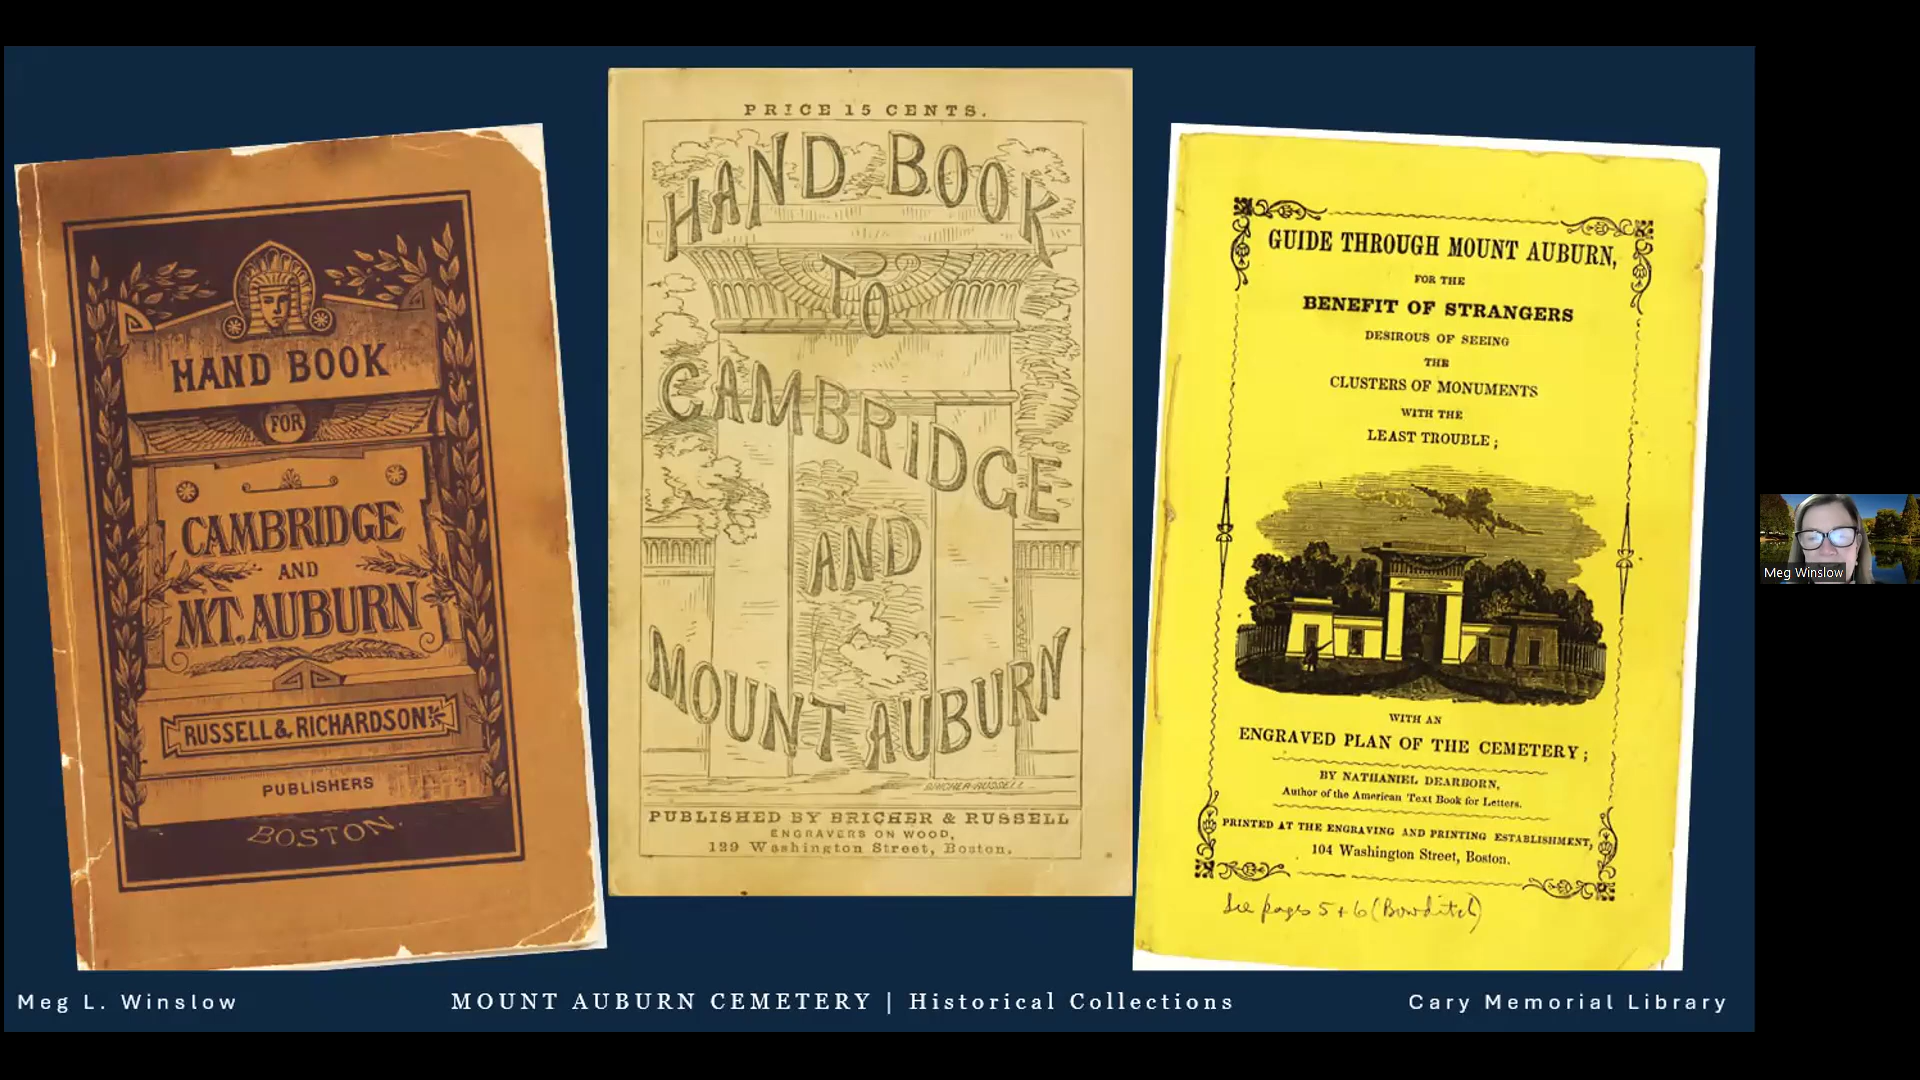 HAND BOOK
FOR
CAMBRIDGE
AND
MT. AUBURN
RUSSELL & RICHARDSON
PUBLISHERS
BOSTON.
PRICE 15 CENTS.
HAND BOOK
TO
CAMBRIDGE
AND
MOUNT AUBURN
BRICHER-RUSSELL
PUBLISHED BY BRICHER & RUSSELL
ENGRAVERS ON WOOD,
129 Washington Street, Boston.
GUIDE THROUGH MOUNT AUBURN,
FOR THE
BENEFIT OF STRANGERS
DESIROUS OF SEEING
THE
CLUSTERS OF MONUMENTS
WITH THE
LEAST TROUBLE;
WITH AN
ENGRAVED PLAN OF THE CEMETERY;
BY NATHANIEL DEARBORN,
Author of the American Text Book for Letters.
PRINTED AT THE ENGRAVING AND PRINTING ESTABLISHMENT,
104 Washington Street, Boston.
See pages 5 + 6 (Bowditch)
Meg Winslow
Meg L. Winslow
MOUNT AUBURN CEMETERY | Historical Collections
Cary Memorial Library